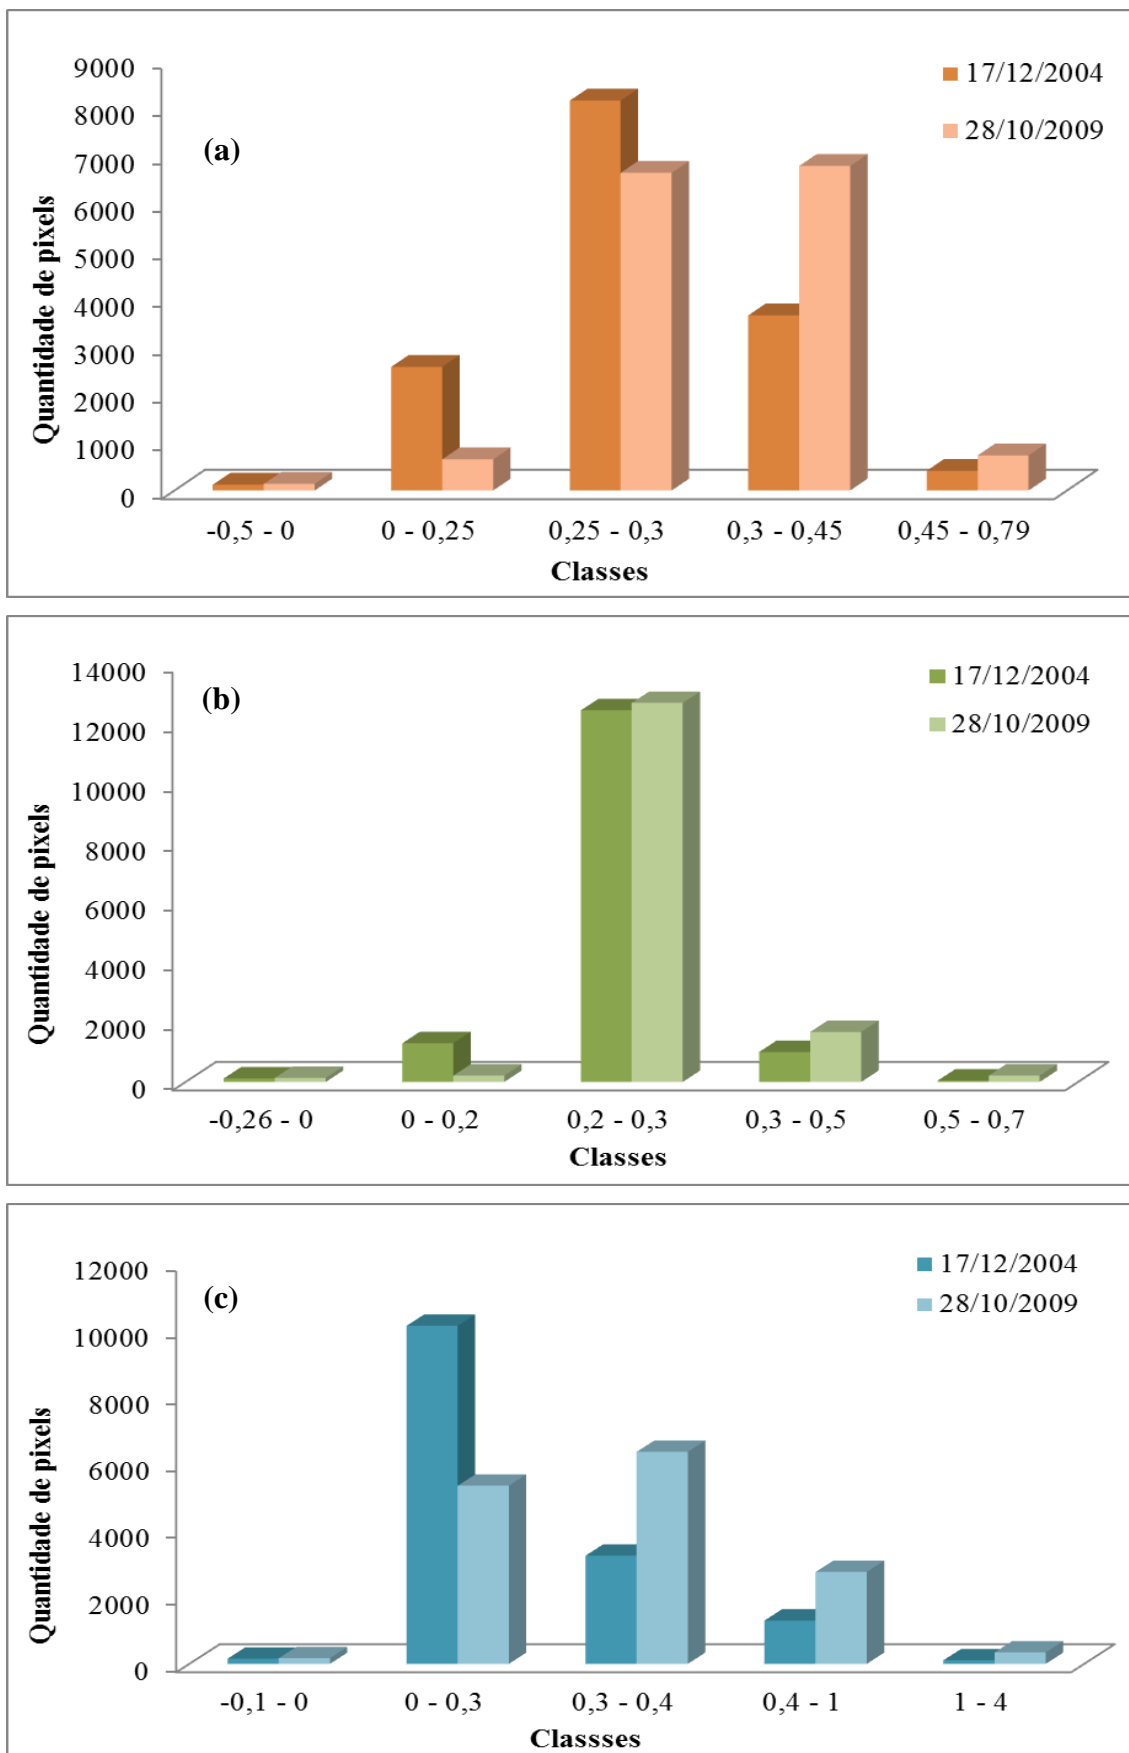 9000
8000
7000
6000
5000
4000
3000
2000
1000
0
Quantidade de pixels
(a)
17/12/2004
28/10/2009
-0,5 - 0 0 - 0,25 0,25 - 0,3 0,3 - 0,45 0,45 - 0,79
Classes
14000
12000
10000
8000
6000
4000
2000
0
Quantidade de pixels
(b)
17/12/2004
28/10/2009
-0,26 - 0 0 - 0,2 0,2 - 0,3 0,3 - 0,5 0,5 - 0,7
Classes
12000
10000
8000
6000
4000
2000
0
Quantidade de pixels
(c)
17/12/2004
28/10/2009
-0,1 - 0 0 - 0,3 0,3 - 0,4 0,4 - 1 1 - 4
Classses